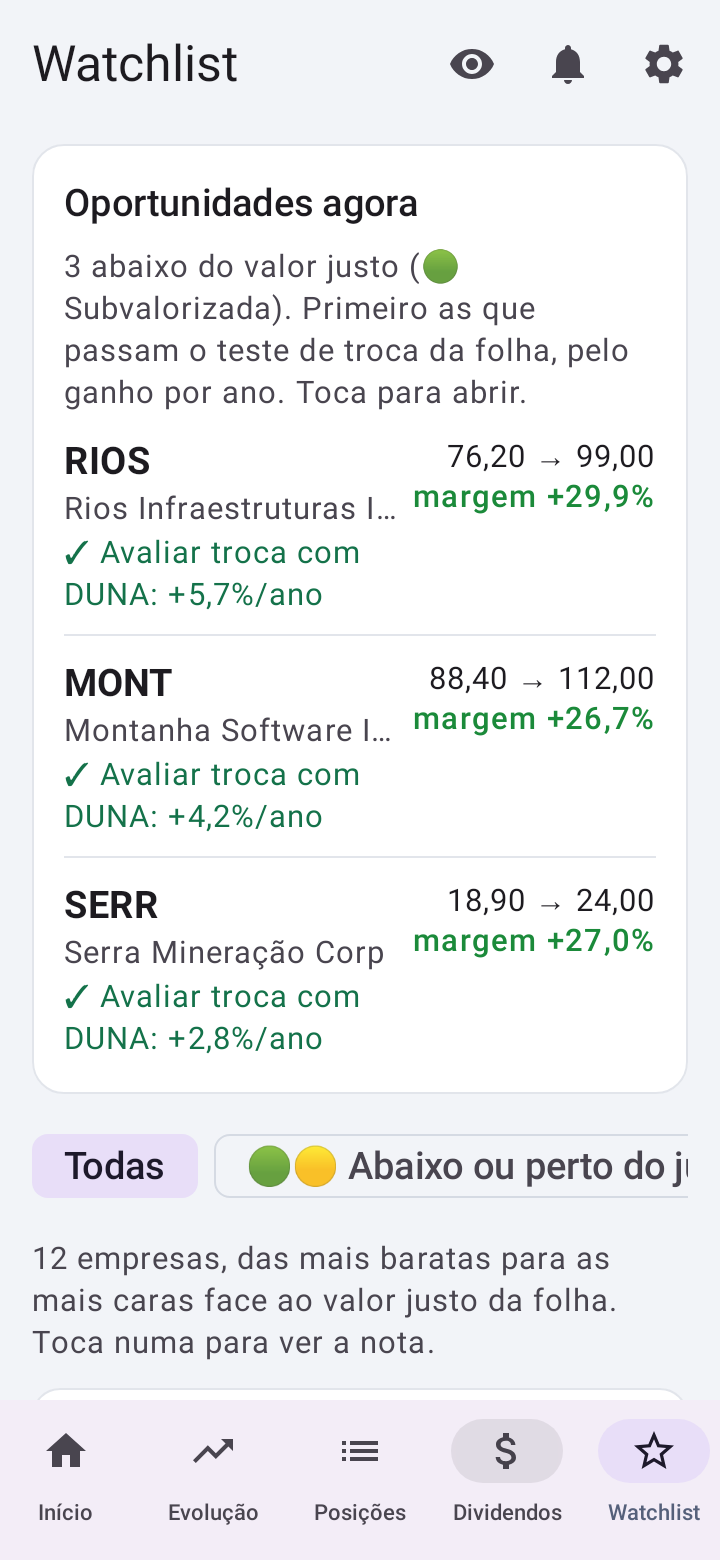 Watchlist
Oportunidades agora
3 abaixo do valor justo (🟢
Subvalorizada). Primeiro as que
passam o teste de troca da folha, pelo
ganho por ano. Toca para abrir.
RIOS
76,20 → 99,00
Rios Infraestruturas I…
margem +29,9%
✓ Avaliar troca com
DUNA: +5,7%/ano
MONT
88,40 → 112,00
Montanha Software I…
margem +26,7%
✓ Avaliar troca com
DUNA: +4,2%/ano
SERR
18,90 → 24,00
Serra Mineração Corp
margem +27,0%
✓ Avaliar troca com
DUNA: +2,8%/ano
Todas
🟢🟡 Abaixo ou perto do
12 empresas, das mais baratas para as
mais caras face ao valor justo da folha.
Toca numa para ver a nota.
Início
Evolução
Posições
Dividendos
Watchlist